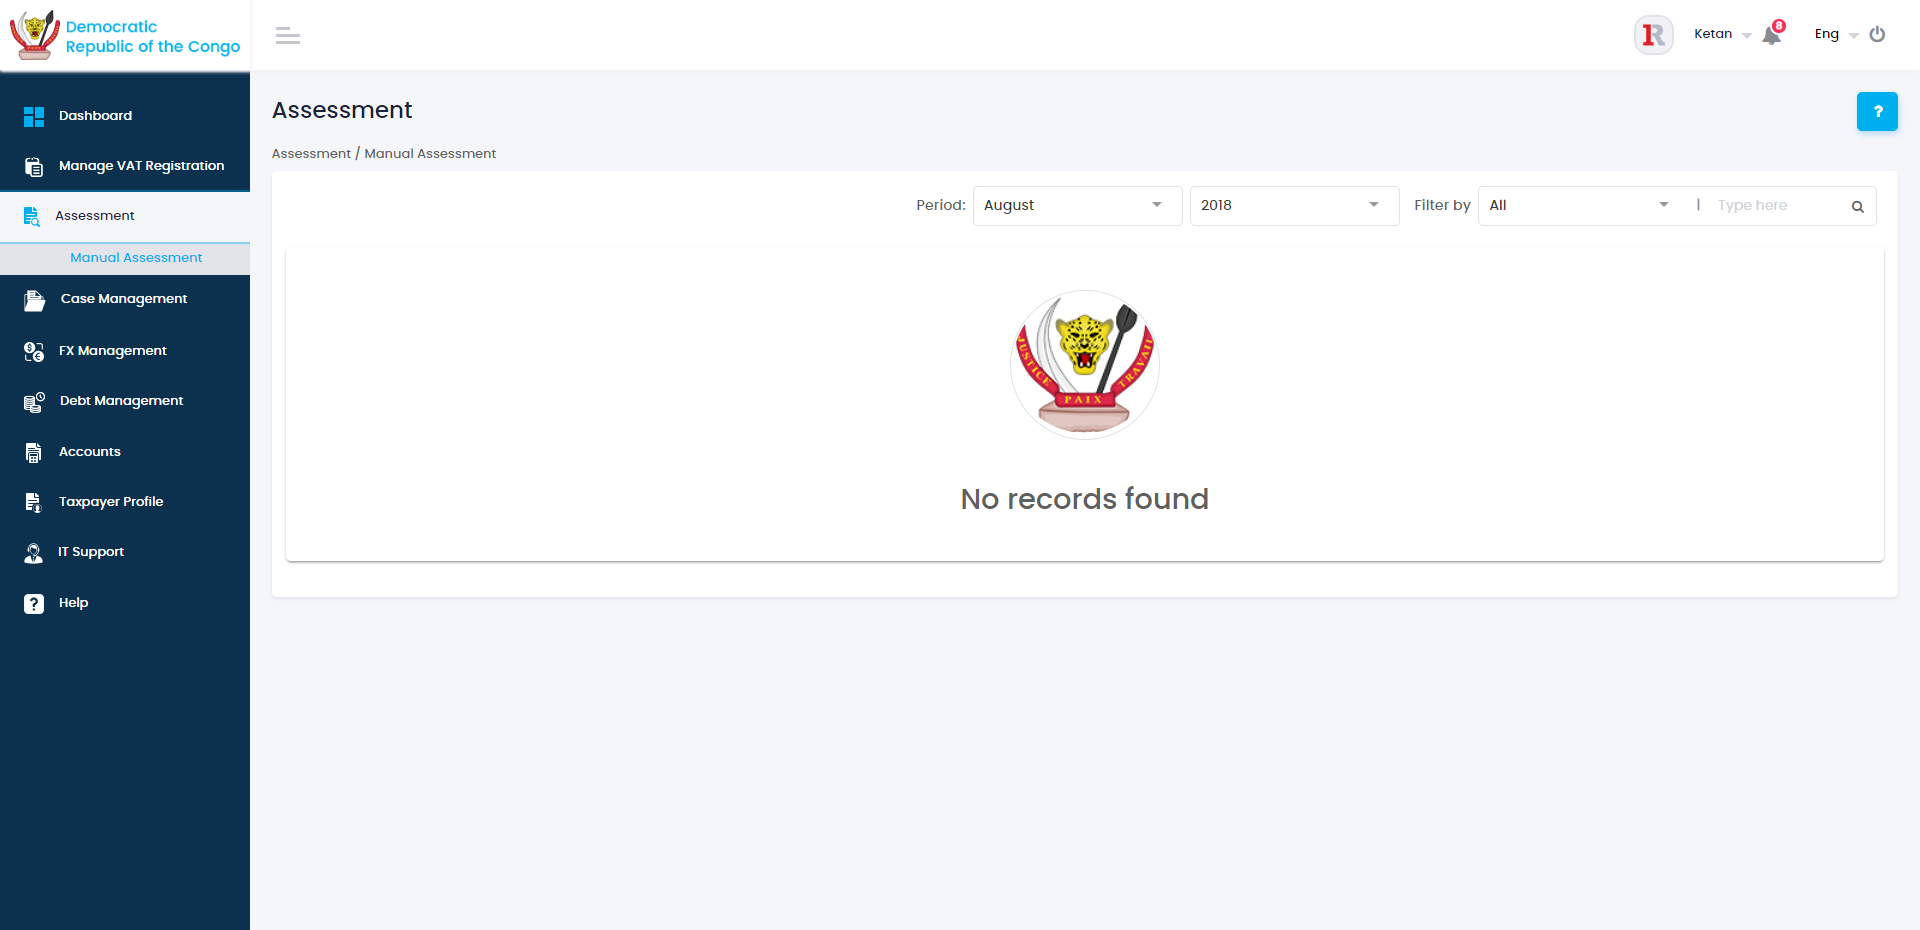 Democratic
Republic of the Congo
Ketan
8
Eng
Dashboard
Manage VAT Registration
Assessment
Manual Assessment
Case Management
FX Management
Debt Management
Accounts
Taxpayer Profile
IT Support
Help
Assessment
?
Assessment / Manual Assessment
Period: August 2018 Filter by All | Type here
JUSTICE PAIX TRAVAIL
No records found